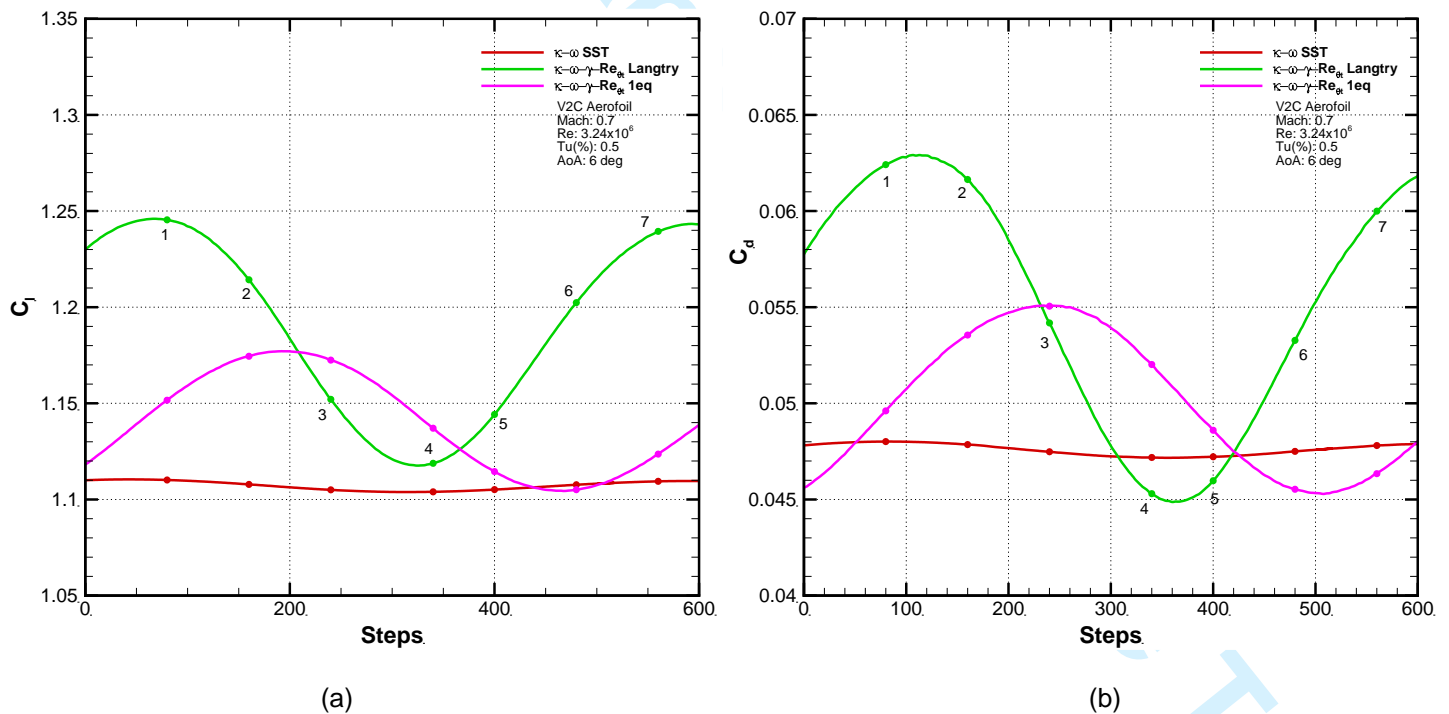 1.35
1.3
1.25
1.2
1.15
1.1
1.05
0.
200.
400.
600.
C_l
Steps
κ–ω SST
κ–ω–γ–Re_θt Langtry
κ–ω–γ–Re_θt 1eq
V2C Aerofoil
Mach: 0.7
Re: 3.24x10^6
Tu(%): 0.5
AoA: 6 deg
1
2
3
4
5
6
7
(a)
0.07
0.065
0.06
0.055
0.05
0.045
0.04
0.
100.
200.
300.
400.
500.
600.
C_d
Steps
κ–ω SST
κ–ω–γ–Re_θt Langtry
κ–ω–γ–Re_θt 1eq
V2C Aerofoil
Mach: 0.7
Re: 3.24x10^6
Tu(%): 0.5
AoA: 6 deg
1
2
3
4
5
6
7
(b)